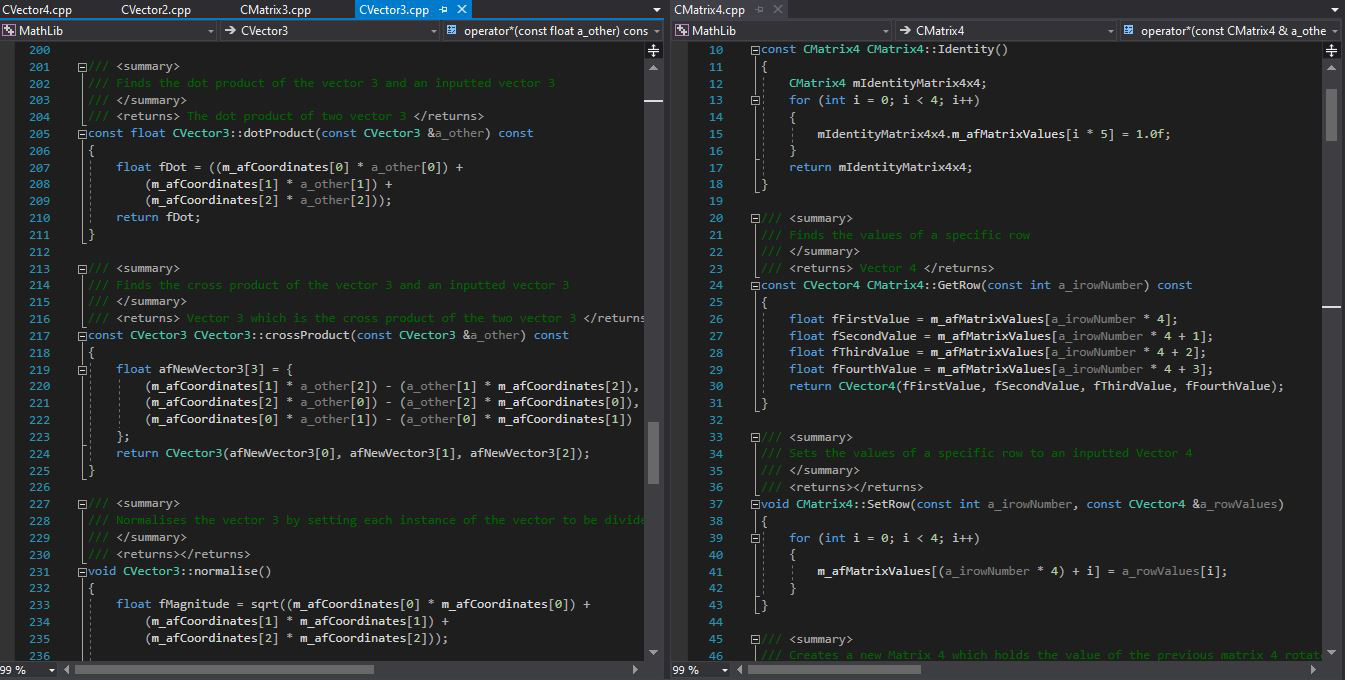 CVector4.cpp CVector2.cpp CMatrix3.cpp CVector3.cpp
MathLib CVector3 operator*(const float a_other) cons
200
201 /// <summary>
202 /// Finds the dot product of the vector 3 and an inputted vector 3
203 /// </summary>
204 /// <returns> The dot product of two vector 3 </returns>
205 const float CVector3::dotProduct(const CVector3 &a_other) const
206 {
207 float fDot = ((m_afCoordinates[0] * a_other[0]) +
208 (m_afCoordinates[1] * a_other[1]) +
209 (m_afCoordinates[2] * a_other[2]));
210 return fDot;
211 }
212
213 /// <summary>
214 /// Finds the cross product of the vector 3 and an inputted vector 3
215 /// </summary>
216 /// <returns> Vector 3 which is the cross product of the two vector 3 </returns
217 const CVector3 CVector3::crossProduct(const CVector3 &a_other) const
218 {
219 float afNewVector3[3] = {
220 (m_afCoordinates[1] * a_other[2]) - (a_other[1] * m_afCoordinates[2]),
221 (m_afCoordinates[2] * a_other[0]) - (a_other[2] * m_afCoordinates[0]),
222 (m_afCoordinates[0] * a_other[1]) - (a_other[0] * m_afCoordinates[1])
223 };
224 return CVector3(afNewVector3[0], afNewVector3[1], afNewVector3[2]);
225 }
226
227 /// <summary>
228 /// Normalises the vector 3 by setting each instance of the vector to be divide
229 /// </summary>
230 /// <returns></returns>
231 void CVector3::normalise()
232 {
233 float fMagnitude = sqrt((m_afCoordinates[0] * m_afCoordinates[0]) +
234 (m_afCoordinates[1] * m_afCoordinates[1]) +
235 (m_afCoordinates[2] * m_afCoordinates[2]));
236
99 %
CMatrix4.cpp
MathLib CMatrix4 operator*(const CMatrix4 & a_othe
10 const CMatrix4 CMatrix4::Identity()
11 {
12 CMatrix4 mIdentityMatrix4x4;
13 for (int i = 0; i < 4; i++)
14 {
15 mIdentityMatrix4x4.m_afMatrixValues[i * 5] = 1.0f;
16 }
17 return mIdentityMatrix4x4;
18 }
19
20 /// <summary>
21 /// Finds the values of a specific row
22 /// </summary>
23 /// <returns> Vector 4 </returns>
24 const CVector4 CMatrix4::GetRow(const int a_irowNumber) const
25 {
26 float fFirstValue = m_afMatrixValues[a_irowNumber * 4];
27 float fSecondValue = m_afMatrixValues[a_irowNumber * 4 + 1];
28 float fThirdValue = m_afMatrixValues[a_irowNumber * 4 + 2];
29 float fFourthValue = m_afMatrixValues[a_irowNumber * 4 + 3];
30 return CVector4(fFirstValue, fSecondValue, fThirdValue, fFourthValue);
31 }
32
33 /// <summary>
34 /// Sets the values of a specific row to an inputted Vector 4
35 /// </summary>
36 /// <returns></returns>
37 void CMatrix4::SetRow(const int a_irowNumber, const CVector4 &a_rowValues)
38 {
39 for (int i = 0; i < 4; i++)
40 {
41 m_afMatrixValues[(a_irowNumber * 4) + i] = a_rowValues[i];
42 }
43 }
44
45 /// <summary>
46 /// Creates a new Matrix 4 which holds the value of the previous matrix 4 rotat
99 %